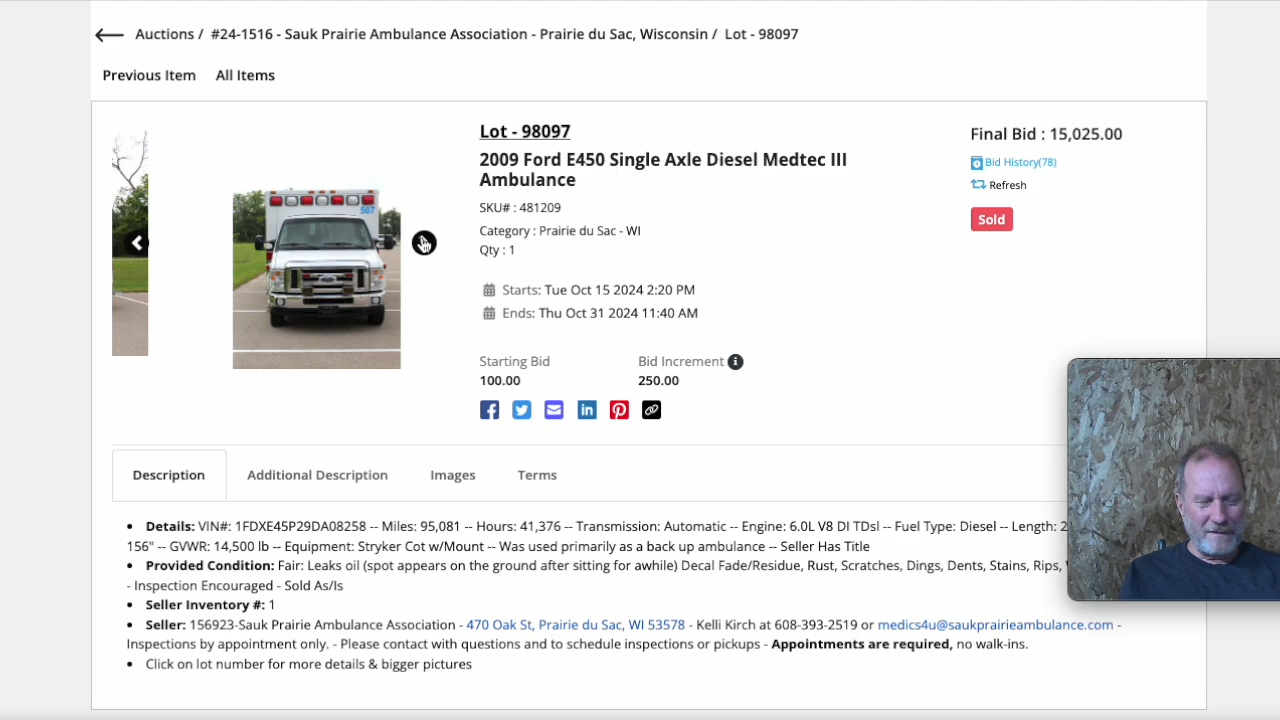 Auctions / #24-1516 - Sauk Prairie Ambulance Association - Prairie du Sac, Wisconsin / Lot - 98097
Previous Item All Items
Lot - 98097
2009 Ford E450 Single Axle Diesel Medtec III
Ambulance
SKU# : 481209
Category : Prairie du Sac - WI
Qty : 1
Starts: Tue Oct 15 2024 2:20 PM
Ends: Thu Oct 31 2024 11:40 AM
Starting Bid Bid Increment
100.00 250.00
Final Bid : 15,025.00
Bid History(78)
Refresh
Sold
507
Description Additional Description Images Terms
Details: VIN#: 1FDXE45P29DA08258 -- Miles: 95,081 -- Hours: 41,376 -- Transmission: Automatic -- Engine: 6.0L V8 DI TDsl -- Fuel Type: Diesel -- Length: 2
156" -- GVWR: 14,500 lb -- Equipment: Stryker Cot w/Mount -- Was used primarily as a back up ambulance -- Seller Has Title
Provided Condition: Fair: Leaks oil (spot appears on the ground after sitting for awhile) Decal Fade/Residue, Rust, Scratches, Dings, Dents, Stains, Rips,
- Inspection Encouraged - Sold As/Is
Seller Inventory #: 1
Seller: 156923-Sauk Prairie Ambulance Association - 470 Oak St, Prairie du Sac, WI 53578 - Kelli Kirch at 608-393-2519 or medics4u@saukprairieambulance.com -
Inspections by appointment only. - Please contact with questions and to schedule inspections or pickups - Appointments are required, no walk-ins.
Click on lot number for more details & bigger pictures